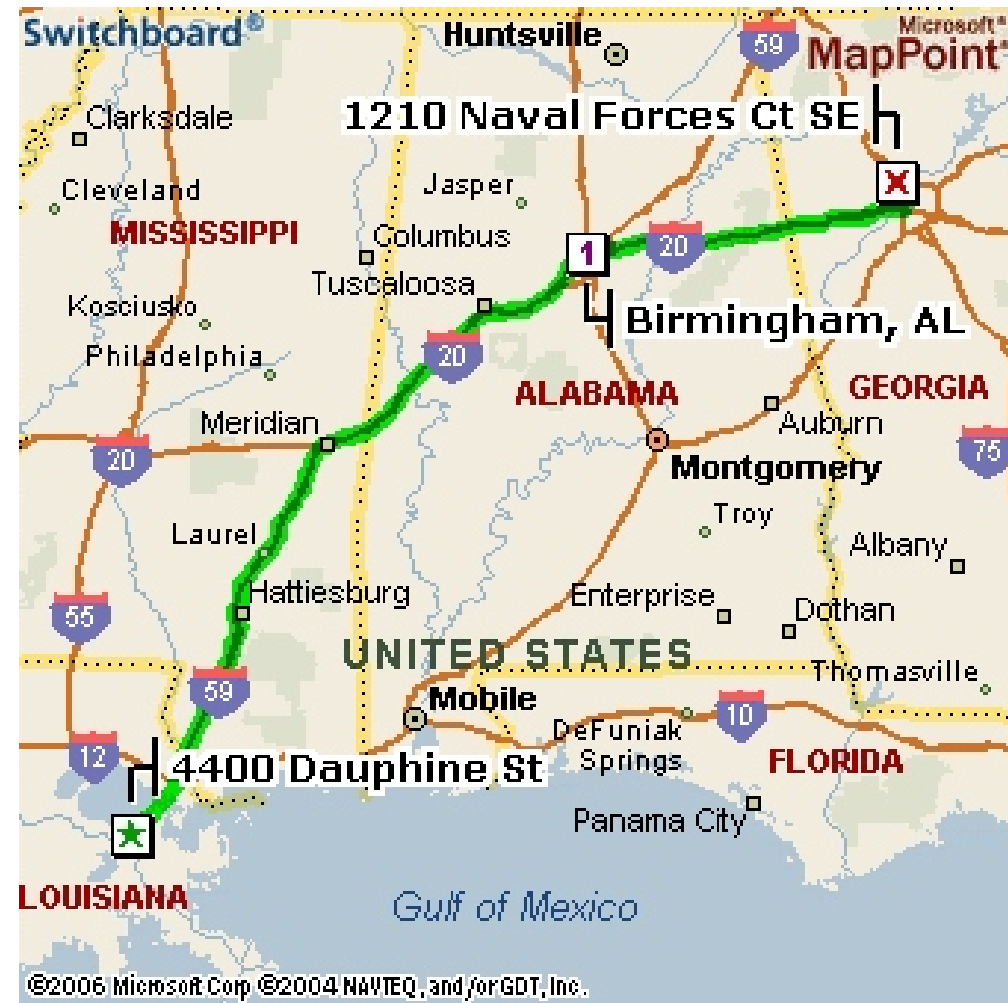 Switchboard®
Microsoft®
MapPoint®
Huntsville
59
1210 Naval Forces Ct SE
Clarksdale
Cleveland
Jasper
MISSISSIPPI
Columbus
20
1
Tuscaloosa
Kosciusko
Birmingham, AL
Philadelphia
20
ALABAMA
GEORGIA
Meridian
Auburn
20
75
Montgomery
Laurel
Troy
Albany
Hattiesburg
Enterprise
55
Dothan
UNITED STATES
Thomasville
59
Mobile
10
DeFuniak
Springs
12
4400 Dauphine St
FLORIDA
Panama City
LOUISIANA
Gulf of Mexico
©2006 Microsoft Corp ©2004 NAVTEQ, and/or GDT, Inc.